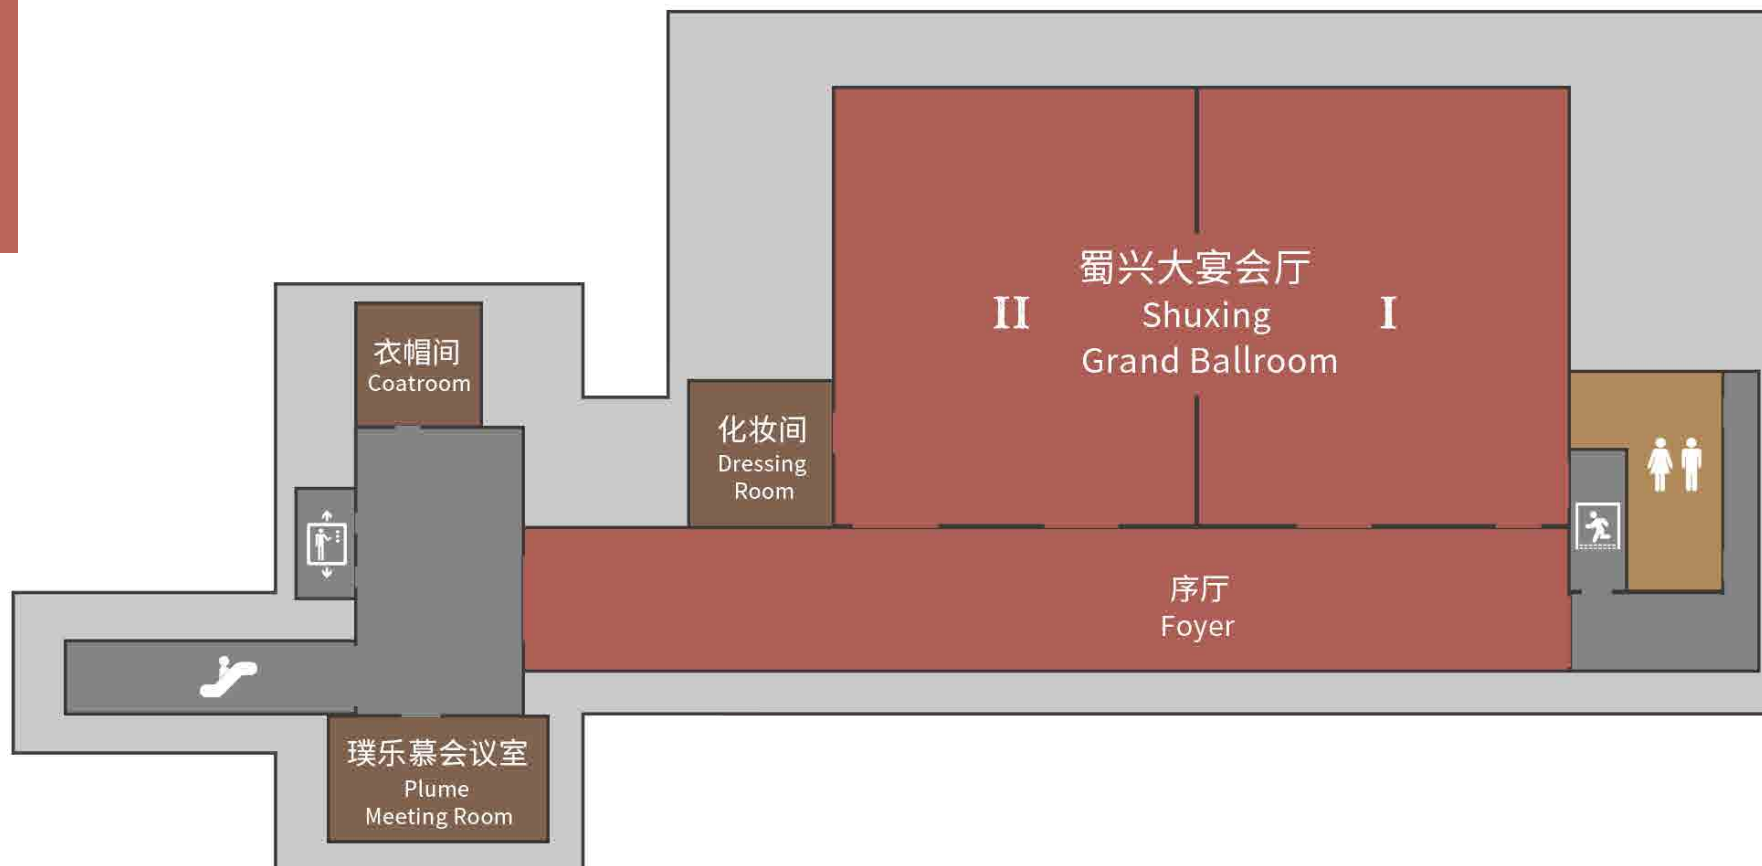 蜀兴大宴会厅
II
Shuxing
I
Grand Ballroom
衣帽间
Coatroom
化妆间
Dressing
Room
序厅
Foyer
璞乐慕会议室
Plume
Meeting Room